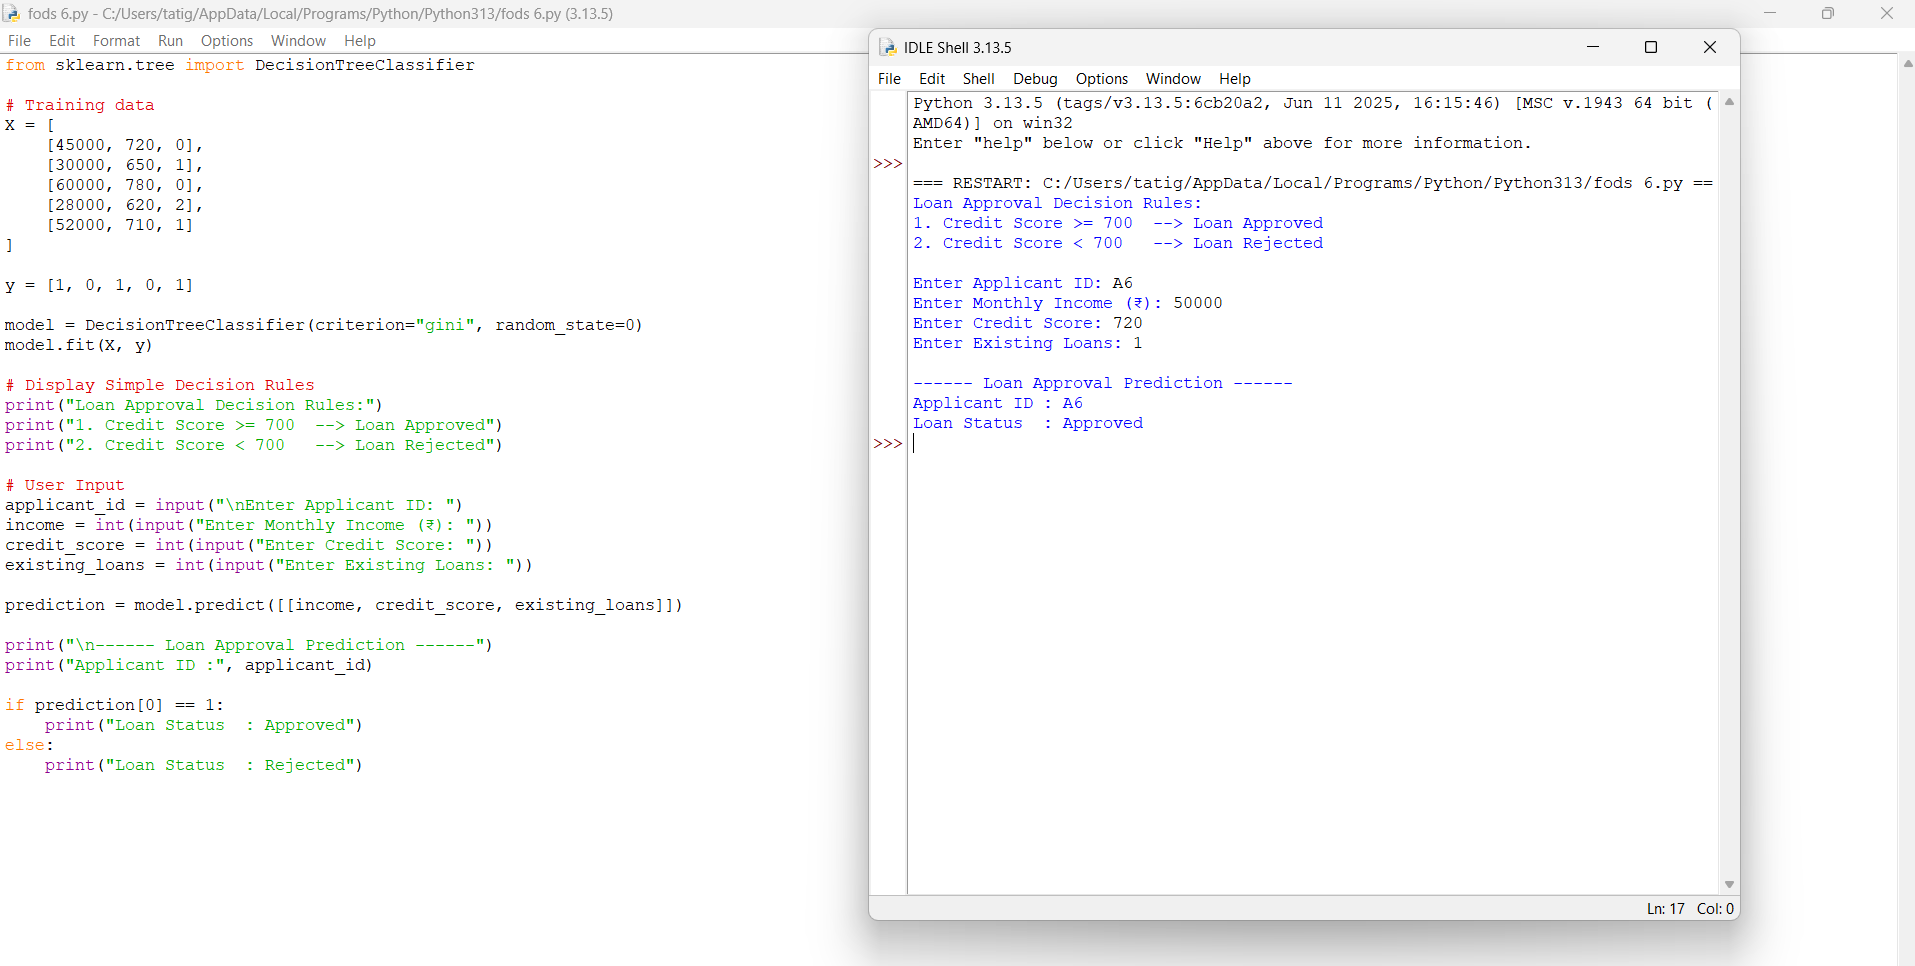 fods 6.py - C:/Users/tatig/AppData/Local/Programs/Python/Python313/fods 6.py (3.13.5)
File Edit Format Run Options Window Help
from sklearn.tree import DecisionTreeClassifier
# Training data
X = [
[45000, 720, 0],
[30000, 650, 1],
[60000, 780, 0],
[28000, 620, 2],
[52000, 710, 1]
]
y = [1, 0, 1, 0, 1]
model = DecisionTreeClassifier(criterion="gini", random_state=0)
model.fit(X, y)
# Display Simple Decision Rules
print("Loan Approval Decision Rules:")
print("1. Credit Score >= 700  --> Loan Approved")
print("2. Credit Score < 700   --> Loan Rejected")
# User Input
applicant_id = input("\nEnter Applicant ID: ")
income = int(input("Enter Monthly Income (₹): "))
credit_score = int(input("Enter Credit Score: "))
existing_loans = int(input("Enter Existing Loans: "))
prediction = model.predict([[income, credit_score, existing_loans]])
print("\n------ Loan Approval Prediction ------")
print("Applicant ID :", applicant_id)
if prediction[0] == 1:
print("Loan Status  : Approved")
else:
print("Loan Status  : Rejected")
IDLE Shell 3.13.5
File Edit Shell Debug Options Window Help
Python 3.13.5 (tags/v3.13.5:6cb20a2, Jun 11 2025, 16:15:46) [MSC v.1943 64 bit (
AMD64)] on win32
Enter "help" below or click "Help" above for more information.
>>>
=== RESTART: C:/Users/tatig/AppData/Local/Programs/Python/Python313/fods 6.py ==
Loan Approval Decision Rules:
1. Credit Score >= 700  --> Loan Approved
2. Credit Score < 700   --> Loan Rejected
Enter Applicant ID: A6
Enter Monthly Income (₹): 50000
Enter Credit Score: 720
Enter Existing Loans: 1
------ Loan Approval Prediction ------
Applicant ID : A6
Loan Status  : Approved
>>>
Ln: 17 Col: 0